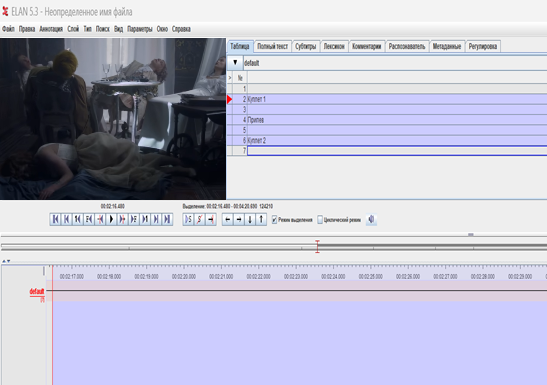 ELAN 5.3 - Неопределенное имя файла
Файл Правка Аннотация Слой Тип Поиск Вид Параметры Окно Справка
Таблица Полный текст Субтитры Лексикон Комментарии Распознаватель Метаданные Регулировка
▼ default
> №
1
2 Куплет 1
3
4 Припев
5
6 Куплет 2
7
00:02:16.480 Выделение: 00:02:16.480 - 00:04:20.690 124210
Режим выделения Циклический режим
00:02:17.000 00:02:18.000 00:02:19.000 00:02:20.000 00:02:21.000 00:02:22.000 00:02:23.000 00:02:24.000 00:02:25.000 00:02:26.000 00:02:27.000 00:02:28.000 00:02:29.000
default
[7]